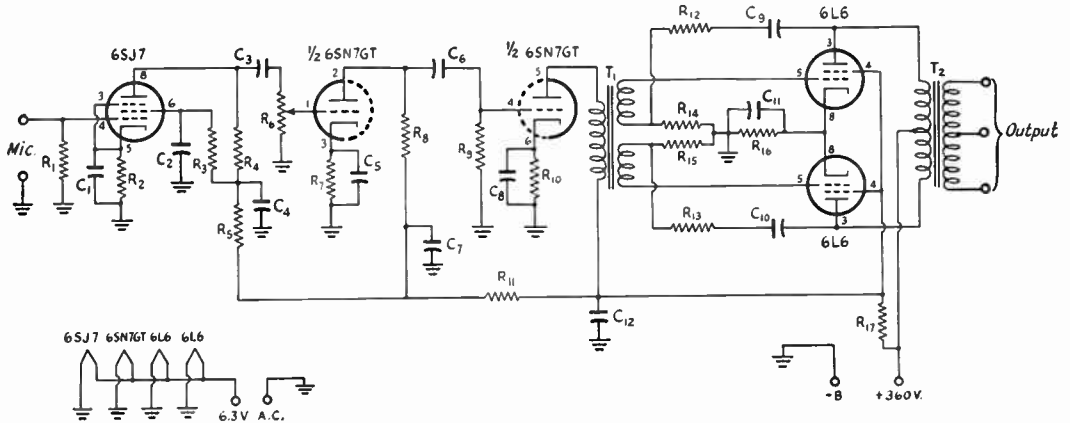 6SJ7
½ 6SN7GT
½ 6SN7GT
6L6
R12
C9
C3
C6
T1
T2
8
3
4
5
6
2
1
3
5
4
6
3
4
5
8
8
5
4
3
Mic.
R1
C1
R2
C2
R3
R4
R6
R7
C5
R8
R9
C8
R10
R14
R15
C11
R16
Output
C4
R5
C7
R13
C10
6L6
R11
C12
R17
6SJ7 6SN7GT 6L6 6L6
6.3V A.C.
-B
+360V.